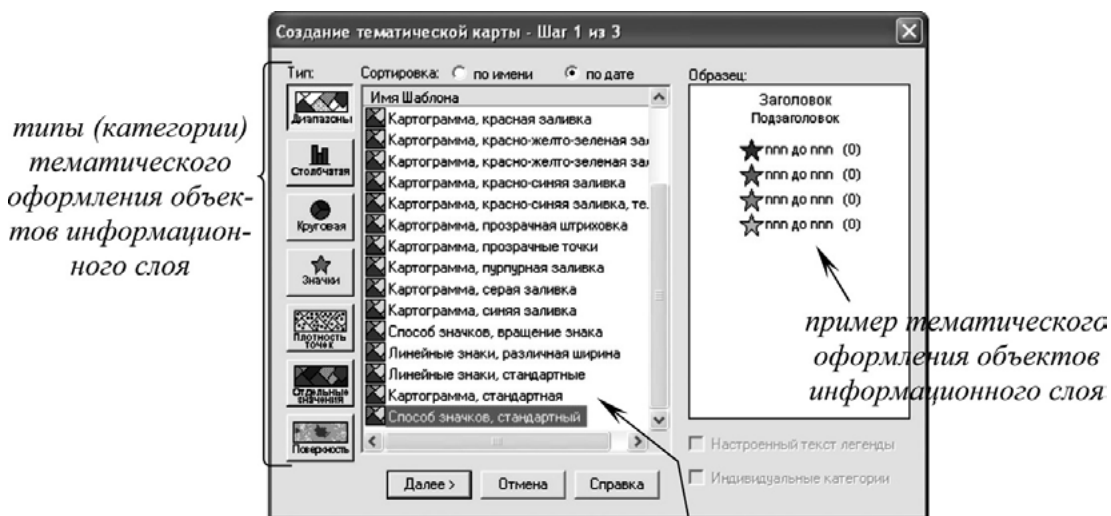 Создание тематической карты - Шаг 1 из 3
типы (категории)
тематического
оформления объек-
тов информацион-
ного слоя
Тип:
Диапазоны
Столбчатая
Круговая
Значки
Плотность
точек
Отдельные
значения
Поверхность
Сортировка: по имени по дате
Имя Шаблона
Картограмма, красная заливка
Картограмма, красно-желто-зеленая зал
Картограмма, красно-желто-зеленая зал
Картограмма, красно-синяя заливка
Картограмма, красно-синяя заливка, те.
Картограмма, прозрачная штриховка
Картограмма, прозрачные точки
Картограмма, пурпурная заливка
Картограмма, серая заливка
Картограмма, синяя заливка
Способ значков, вращение знака
Линейные знаки, различная ширина
Линейные знаки, стандартные
Картограмма, стандартная
Способ значков, стандартный
Образец:
Заголовок
Подзаголовок
nnn до nnn (0)
nnn до nnn (0)
nnn до nnn (0)
nnn до nnn (0)
пример тематического
оформления объектов
информационного слоя
Настроенный текст легенды
Индивидуальные категории
Далее >
Отмена
Справка